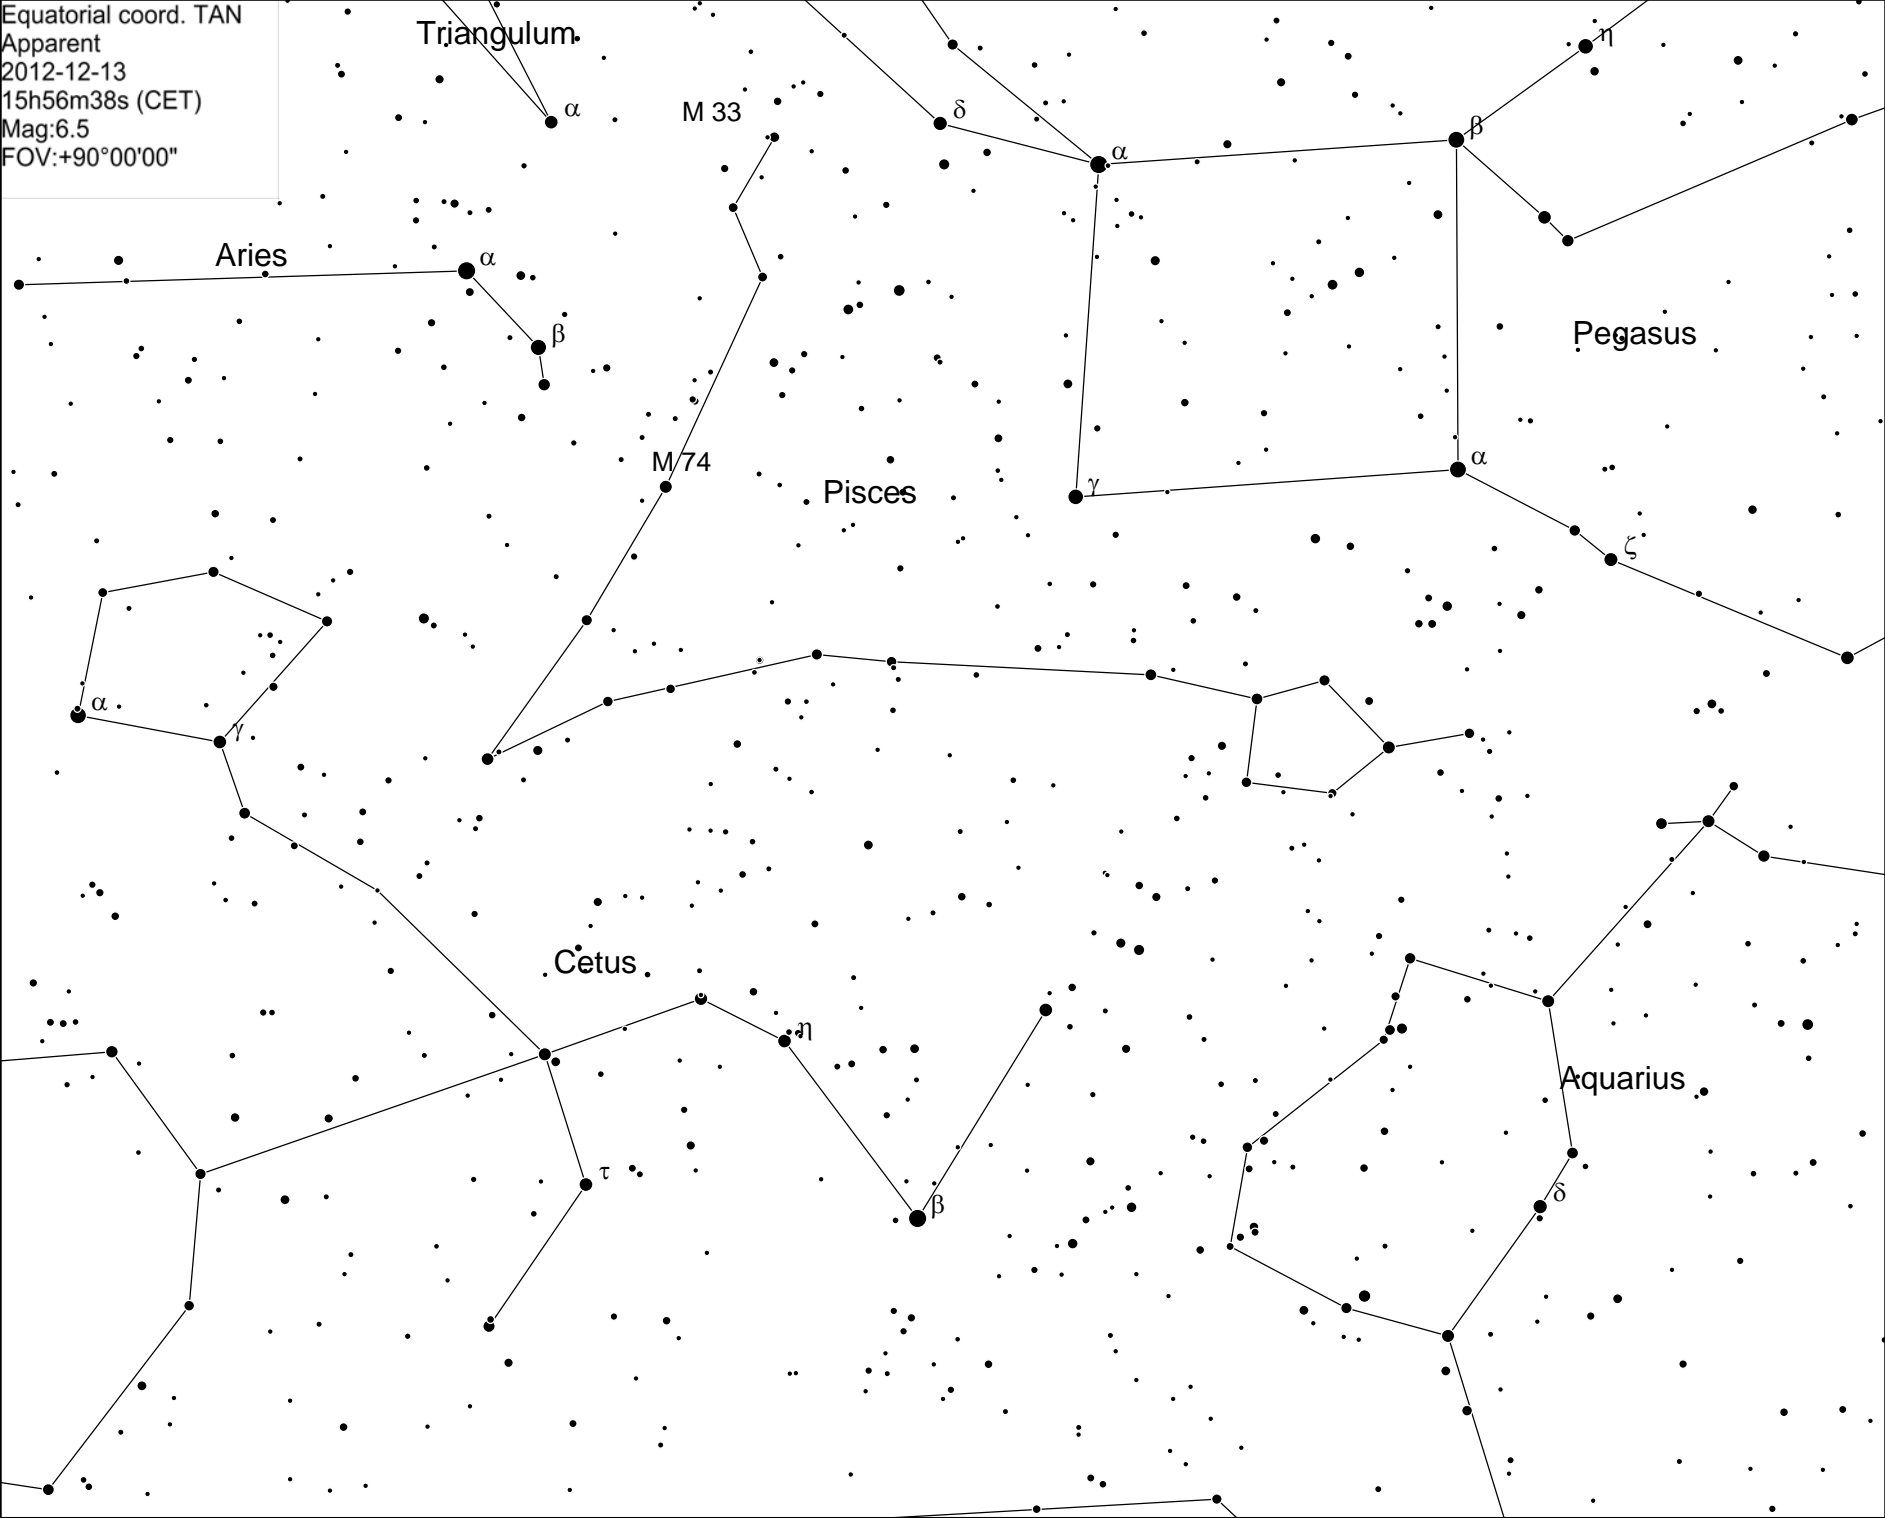 Equatorial coord. TAN
Apparent
2012-12-13
15h56m38s (CET)
Mag:6.5
FOV:+90°00'00"
Triangulum
η
α
M 33
δ
β
α
Aries
α
β
Pegasus
M 74
α
Pisces
γ
ζ
α
γ
Cetus
η
Aquarius
τ
δ
β